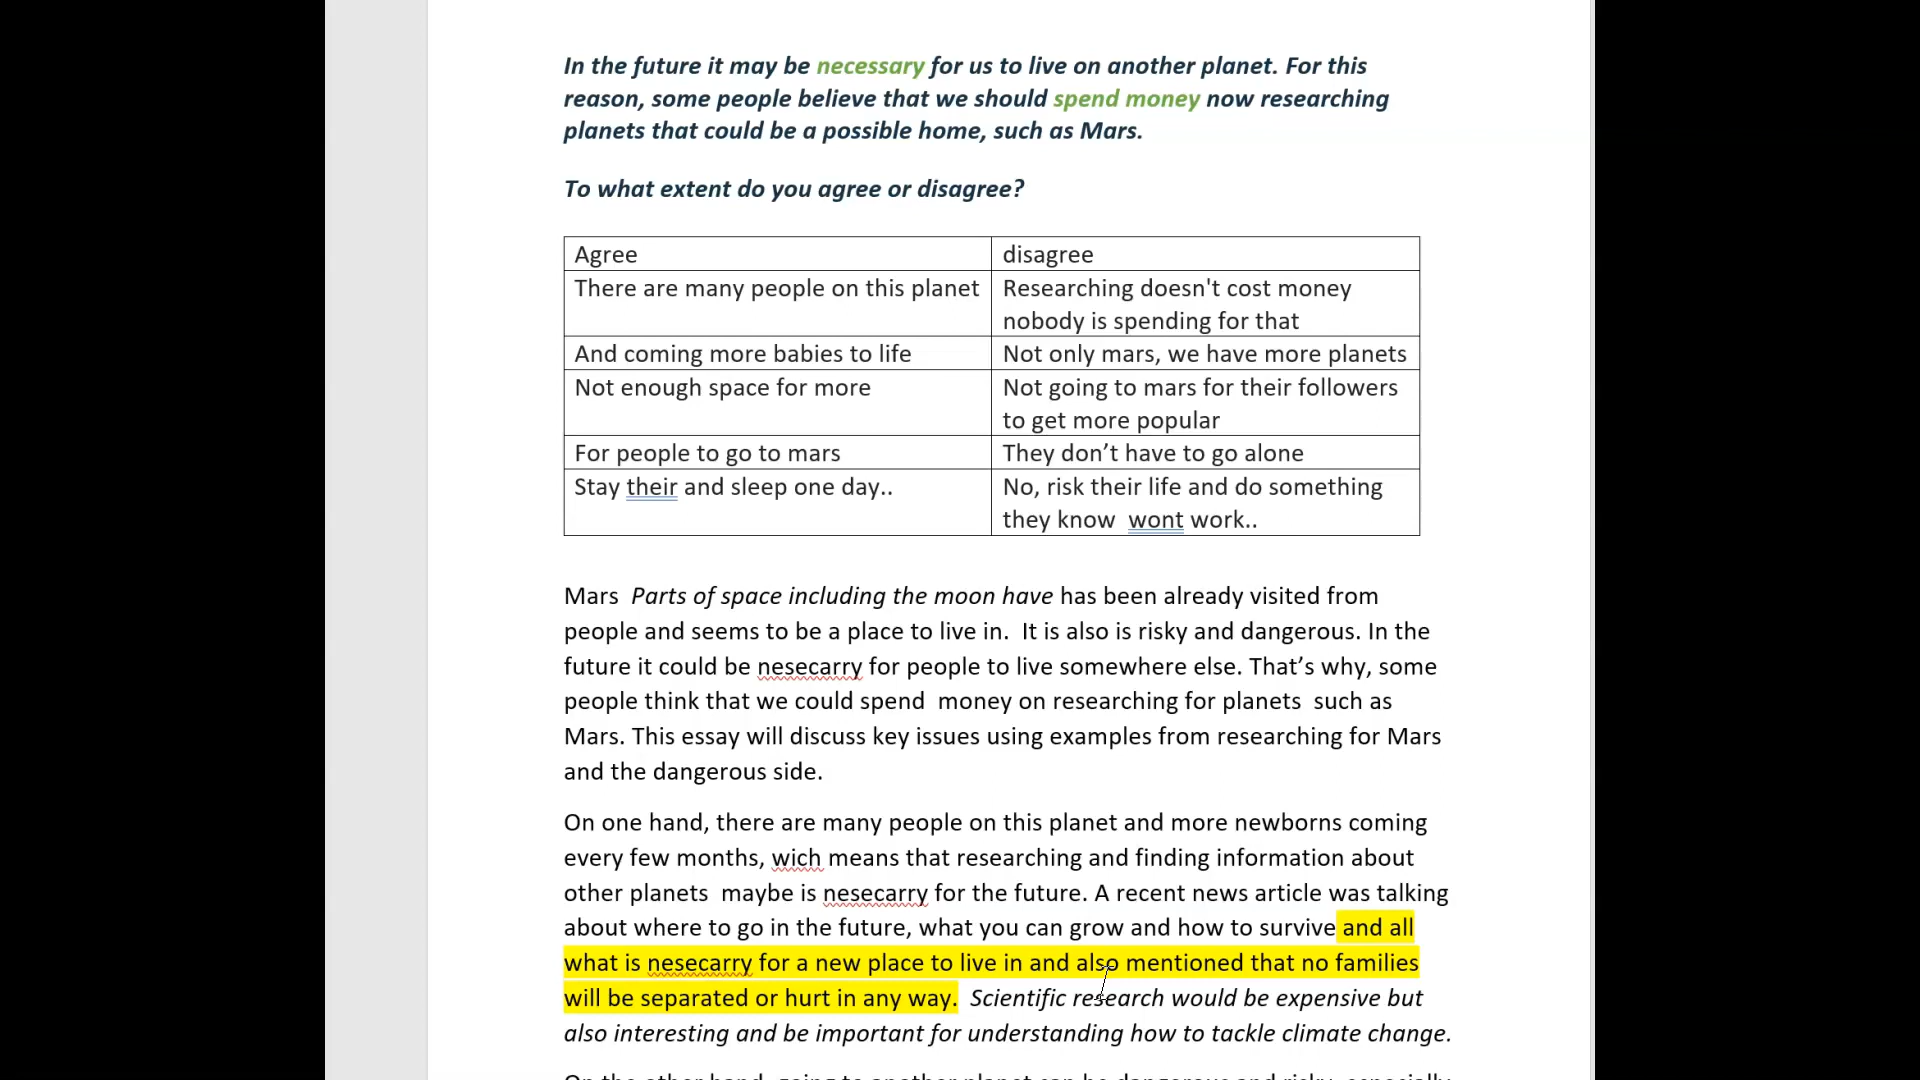 In the future it may be necessary for us to live on another planet. For this
reason, some people believe that we should spend money now researching
planets that could be a possible home, such as Mars.
To what extent do you agree or disagree?
Agree disagree
There are many people on this planet Researching doesn't cost money
nobody is spending for that
And coming more babies to life Not only mars, we have more planets
Not enough space for more Not going to mars for their followers
to get more popular
For people to go to mars They don’t have to go alone
Stay their and sleep one day.. No, risk their life and do something
they know wont work..
Mars Parts of space including the moon have has been already visited from
people and seems to be a place to live in. It is also is risky and dangerous. In the
future it could be nesecarry for people to live somewhere else. That’s why, some
people think that we could spend money on researching for planets such as
Mars. This essay will discuss key issues using examples from researching for Mars
and the dangerous side.
On one hand, there are many people on this planet and more newborns coming
every few months, wich means that researching and finding information about
other planets maybe is nesecarry for the future. A recent news article was talking
about where to go in the future, what you can grow and how to survive and all
what is nesecarry for a new place to live in and also mentioned that no families
will be separated or hurt in any way. Scientific research would be expensive but
also interesting and be important for understanding how to tackle climate change.
On the other hand, going to another planet can be dangerous and risky, especially